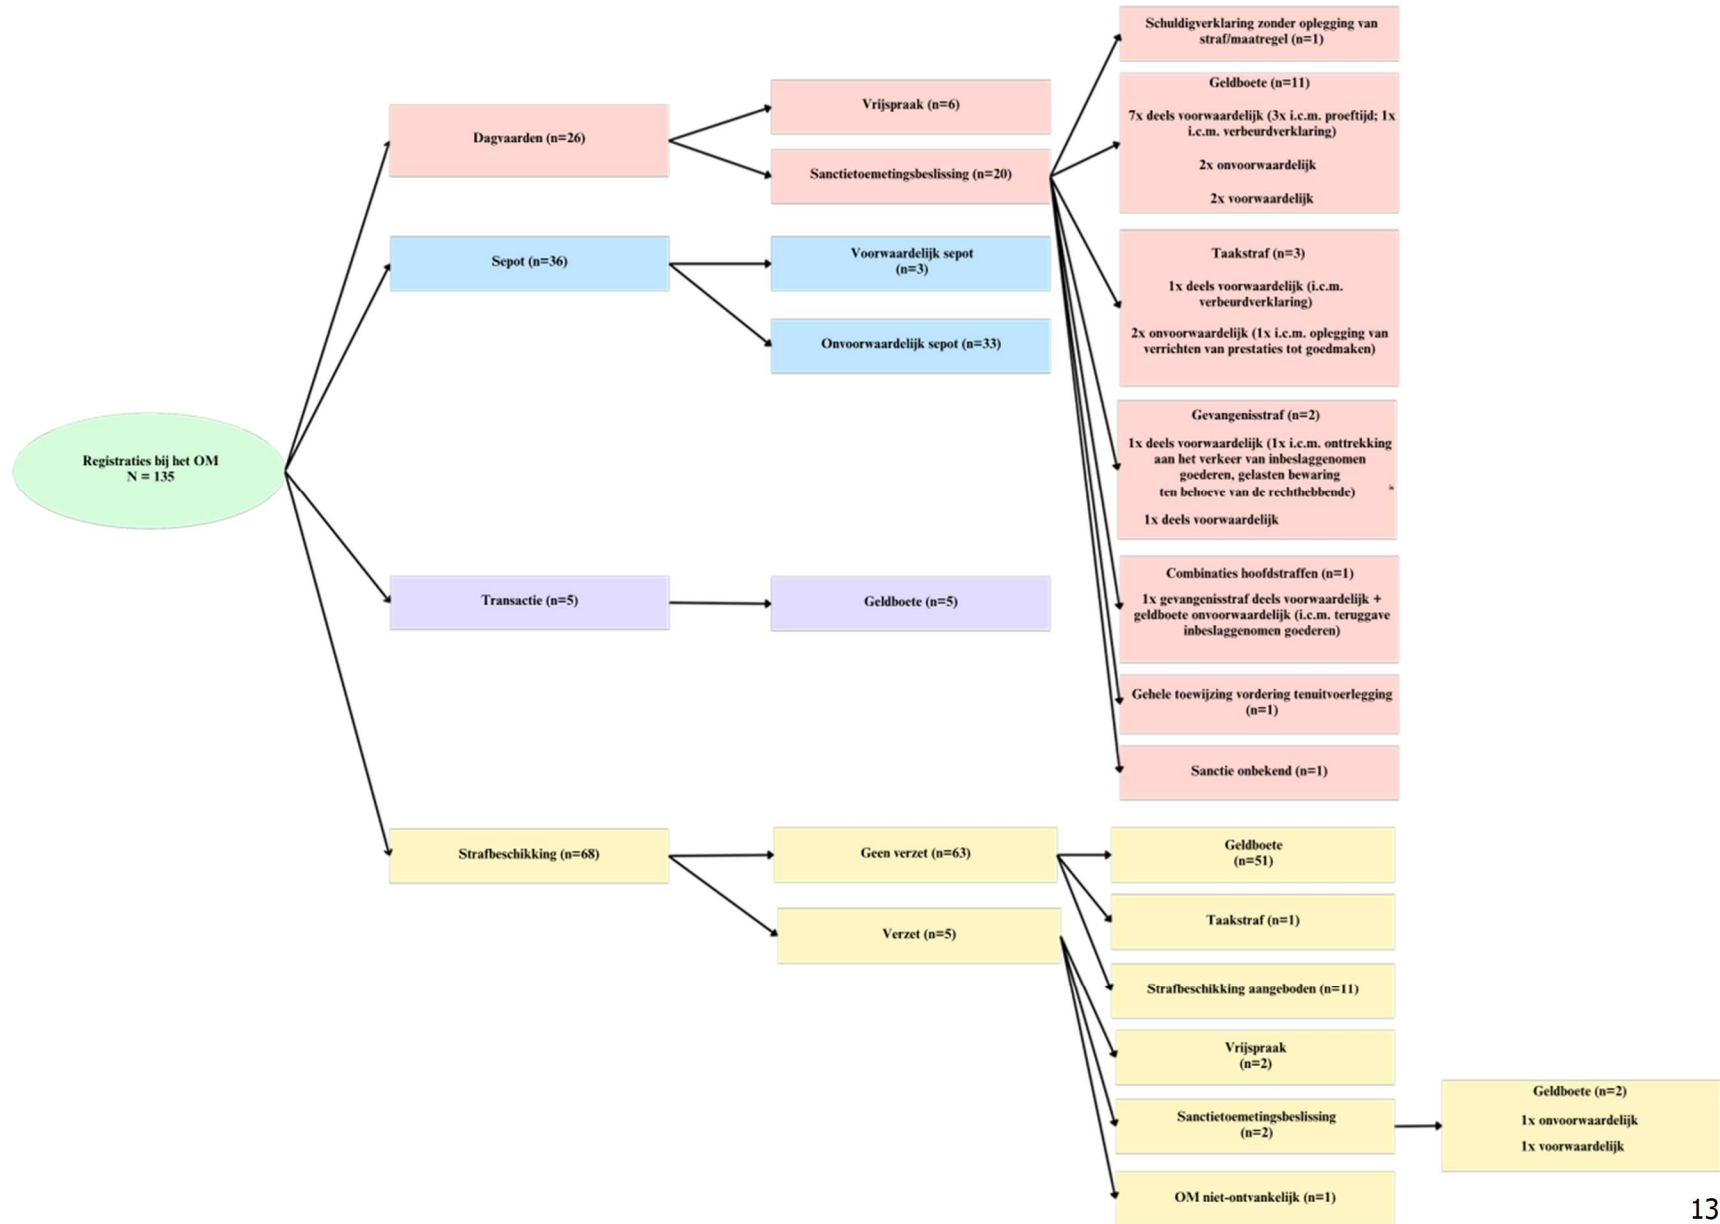 Registraties bij het OM
N = 135
Dagvaarden (n=26)
Vrijspraak (n=6)
Sanctietoemetingsbeslissing (n=20)
Schuldigverklaring zonder oplegging van
straf/maatregel (n=1)
Geldboete (n=11)
7x deels voorwaardelijk (3x i.c.m. proeftijd; 1x
i.c.m. verbeurdverklaring)
2x onvoorwaardelijk
2x voorwaardelijk
Taakstraf (n=3)
1x deels voorwaardelijk (i.c.m.
verbeurdverklaring)
2x onvoorwaardelijk (1x i.c.m. oplegging van
verrichten van prestaties tot goedmaken)
Gevangenisstraf (n=2)
1x deels voorwaardelijk (1x i.c.m. onttrekking
aan het verkeer van inbeslaggenomen
goederen, gelasten bewaring
ten behoeve van de rechthebbende)
1x deels voorwaardelijk
Combinaties hoofdstraffen (n=1)
1x gevangenisstraf deels voorwaardelijk +
geldboete onvoorwaardelijk (i.c.m. teruggave
inbeslaggenomen goederen)
Gehele toewijzing vordering tenuitvoerlegging
(n=1)
Sanctie onbekend (n=1)
Sepot (n=36)
Voorwaardelijk sepot
(n=3)
Onvoorwaardelijk sepot (n=33)
Transactie (n=5)
Geldboete (n=5)
Strafbeschikking (n=68)
Geen verzet (n=63)
Geldboete
(n=51)
Taakstraf (n=1)
Strafbeschikking aangeboden (n=11)
Verzet (n=5)
Vrijspraak
(n=2)
Sanctietoemetingsbeslissing
(n=2)
Geldboete (n=2)
1x onvoorwaardelijk
1x voorwaardelijk
OM niet-ontvankelijk (n=1)
13